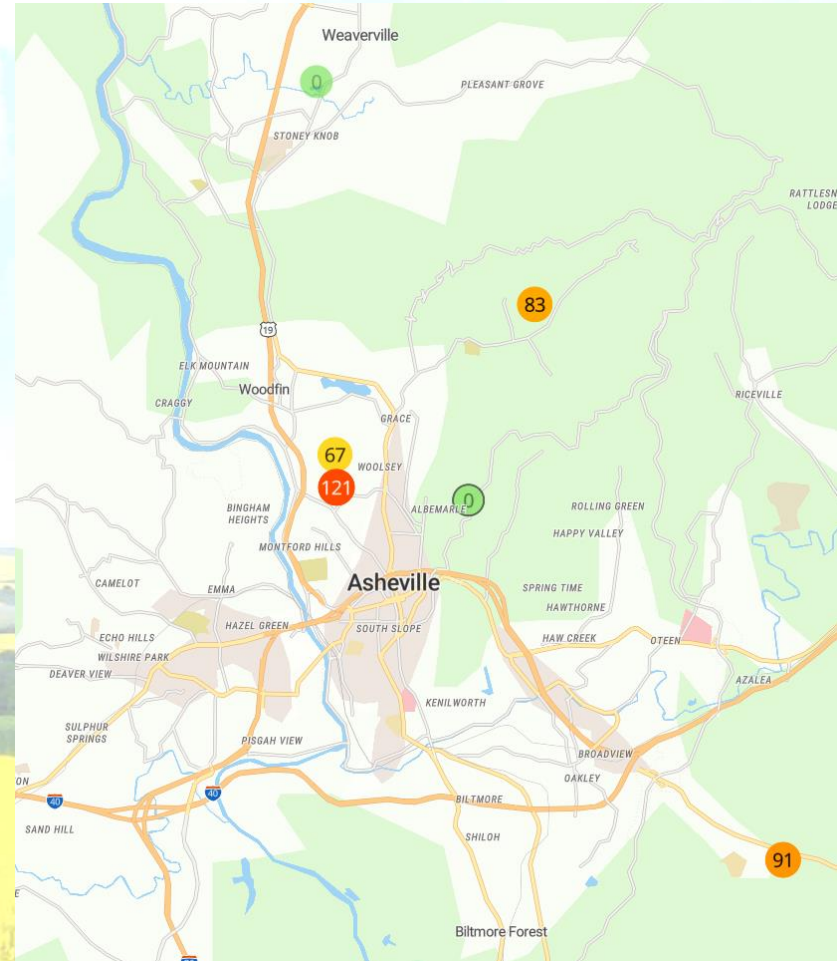 Weaverville
0
PLEASANT GROVE
STONEY KNOB
RATTLESN
LODGE
83
19
ELK MOUNTAIN
Woodfin
RICEVILLE
CRAGGY
GRACE
67
WOOLSEY
121
0
ALBEMARLE
ROLLING GREEN
BINGHAM
HEIGHTS
HAPPY VALLEY
MONTFORD HILLS
Asheville
CAMELOT
EMMA
SPRING TIME
HAWTHORNE
HAZEL GREEN
SOUTH SLOPE
ECHO HILLS
HAW CREEK
OTEEN
WILSHIRE PARK
DEAVER VIEW
AZALEA
KENILWORTH
SULPHUR
SPRINGS
PISGAH VIEW
BROADVIEW
ON
OAKLEY
40
40
BILTMORE
SAND HILL
SHILOH
91
E
Biltmore Forest